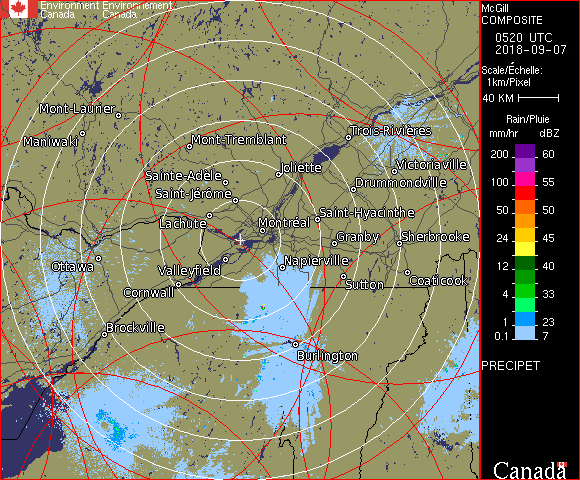 Environment Environnement
Canada Canada
McGill
COMPOSITE
0520 UTC
2018-09-07
Scale/Échelle:
1km/Pixel
40 KM
Rain/Pluie
mm/hr dBZ
200 60
55
100 55
50 50
24 45
12 40
4 33
1 23
0.1 7
PRECIPET
Canada
Mont-Laurier
Maniwaki
Mont-Tremblant
Trois-Rivières
Sainte-Adèle
Joliette
Victoriaville
Saint-Jérôme
Drummondville
Lachute
Montréal
Saint-Hyacinthe
Granby
Sherbrooke
Ottawa
Valleyfield
Napierville
Cornwall
Sutton
Coaticook
Brockville
Burlington